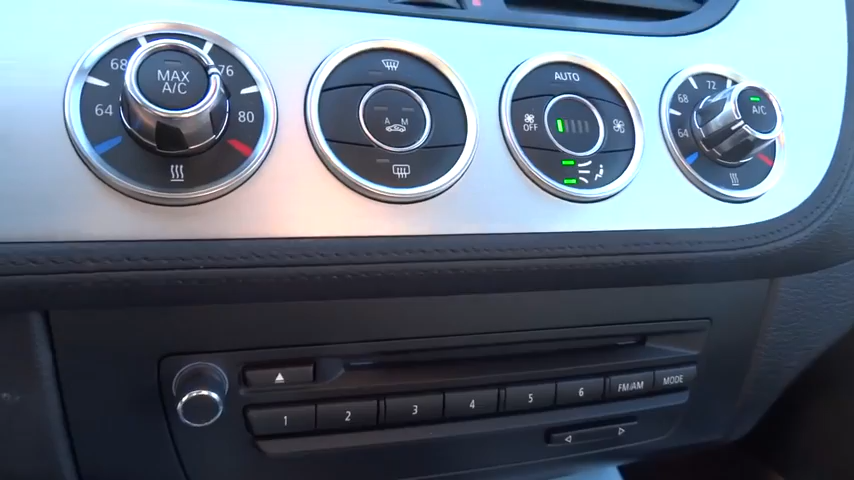 68
76
MAX
A/C
64
80
A M
AUTO
OFF
68
72
A/C
64
1
2
3
4
5
6
FM/AM
MODE